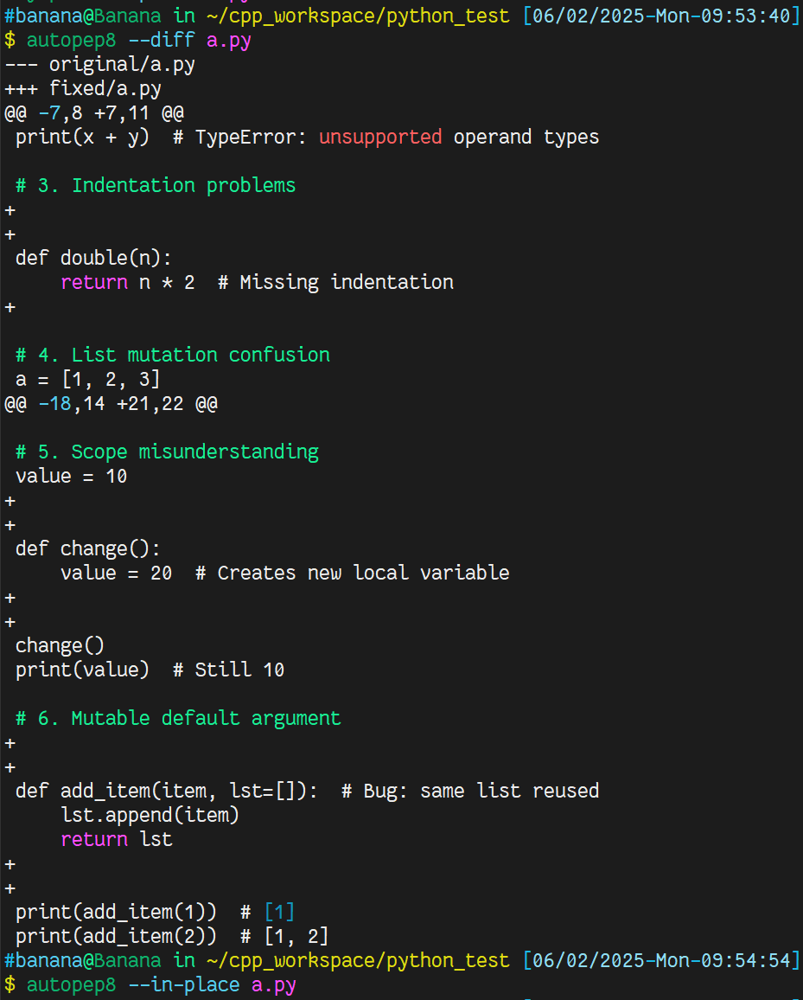 #banana@Banana in ~/cpp_workspace/python_test [06/02/2025-Mon-09:53:40]
$ autopep8 --diff a.py
--- original/a.py
+++ fixed/a.py
@@ -7,8 +7,11 @@
 print(x + y)  # TypeError: unsupported operand types

 # 3. Indentation problems
+
+
 def double(n):
     return n * 2  # Missing indentation
+

 # 4. List mutation confusion
 a = [1, 2, 3]
@@ -18,14 +21,22 @@

 # 5. Scope misunderstanding
 value = 10
+
+
 def change():
     value = 20  # Creates new local variable
+
+
 change()
 print(value)  # Still 10

 # 6. Mutable default argument
+
+
 def add_item(item, lst=[]):  # Bug: same list reused
     lst.append(item)
     return lst
+
+
 print(add_item(1))  # [1]
 print(add_item(2))  # [1, 2]
#banana@Banana in ~/cpp_workspace/python_test [06/02/2025-Mon-09:54:54]
$ autopep8 --in-place a.py